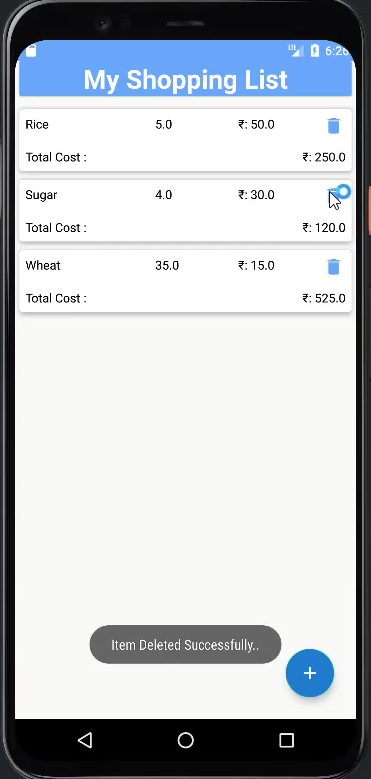 LTE 6:26
My Shopping List
Rice 5.0 ₹: 50.0
Total Cost : ₹: 250.0
Sugar 4.0 ₹: 30.0
Total Cost : ₹: 120.0
Wheat 35.0 ₹: 15.0
Total Cost : ₹: 525.0
Item Deleted Successfully..
+